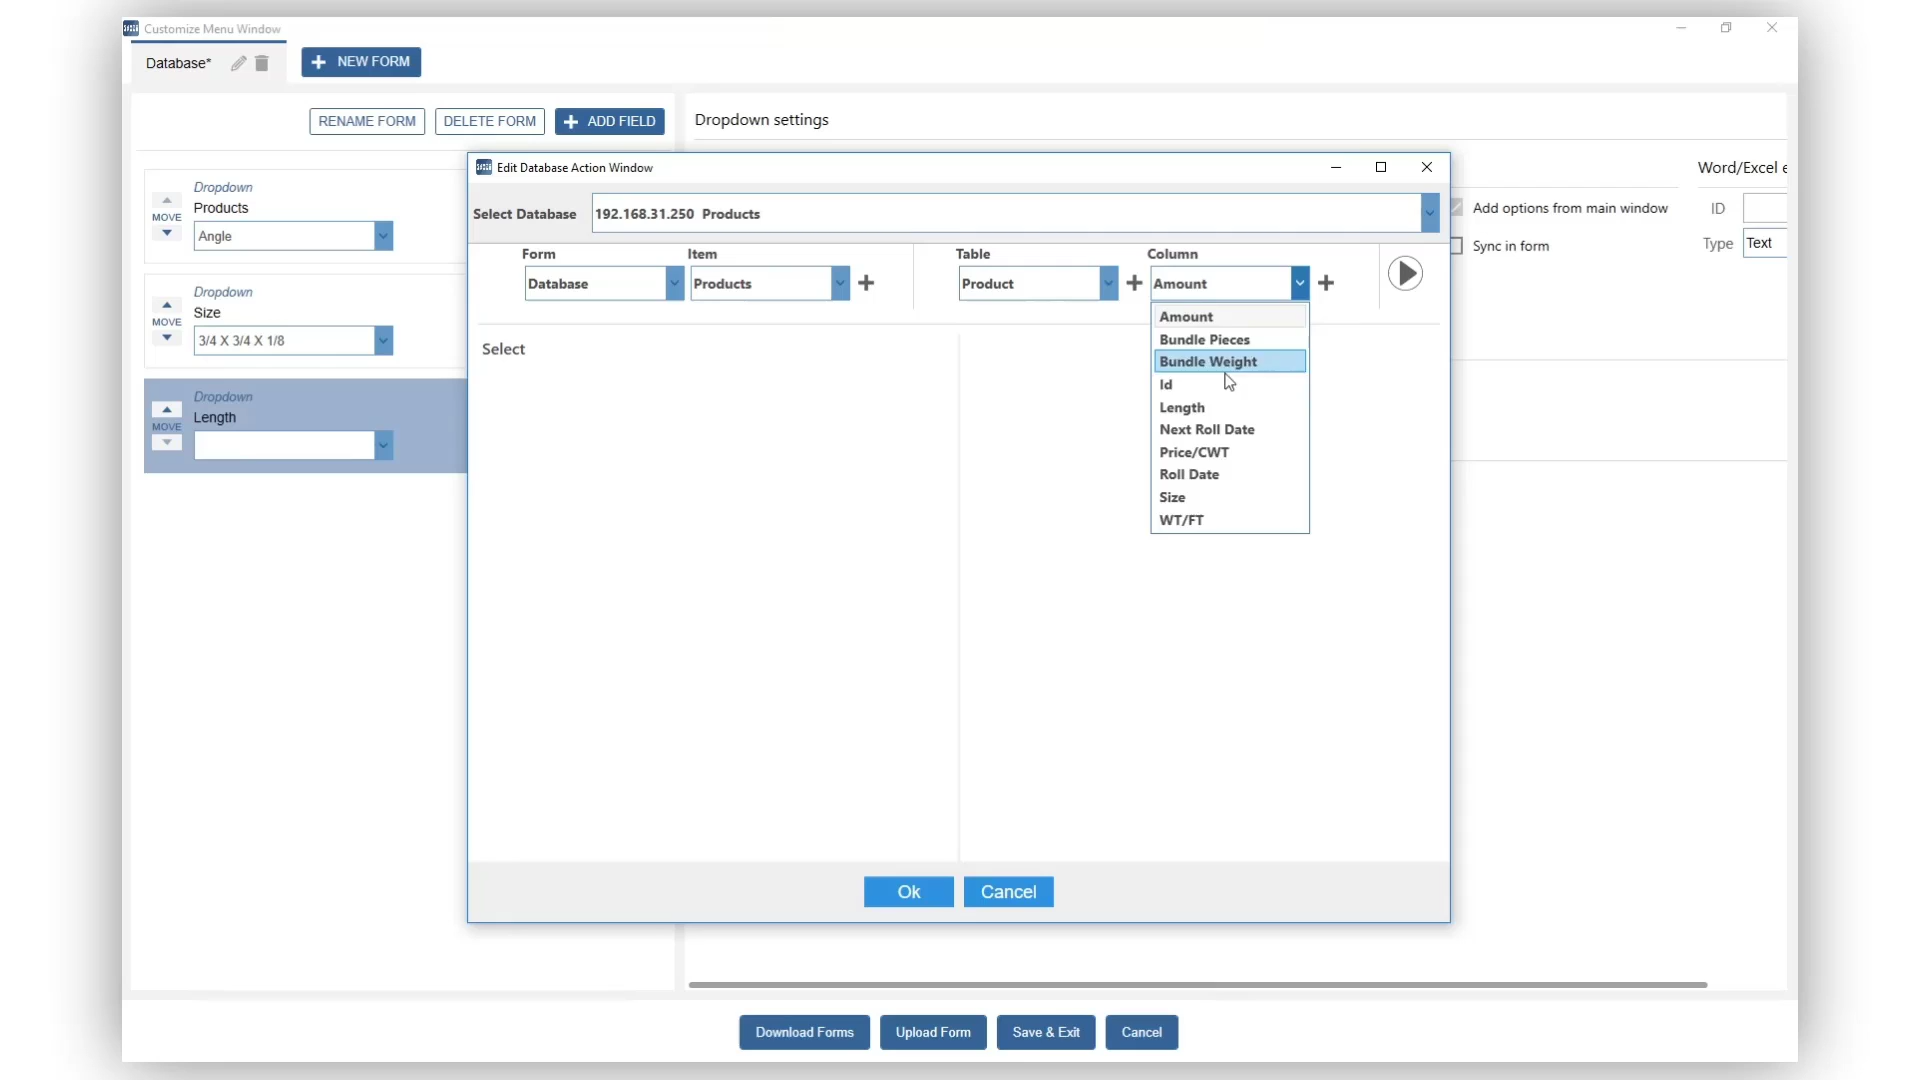 Customize Menu Window
Database*
NEW FORM
RENAME FORM
DELETE FORM
ADD FIELD
Dropdown settings
Dropdown
Products
MOVE
Angle
Dropdown
Size
MOVE
3/4 X 3/4 X 1/8
Dropdown
Length
MOVE
Edit Database Action Window
Select Database
192.168.31.250 Products
Form
Item
Table
Column
Database
Products
Product
Amount
Amount
Bundle Pieces
Bundle Weight
Id
Length
Next Roll Date
Price/CWT
Roll Date
Size
WT/FT
Select
Ok
Cancel
Word/Excel e
Add options from main window
ID
Sync in form
Type
Text
Download Forms
Upload Form
Save & Exit
Cancel